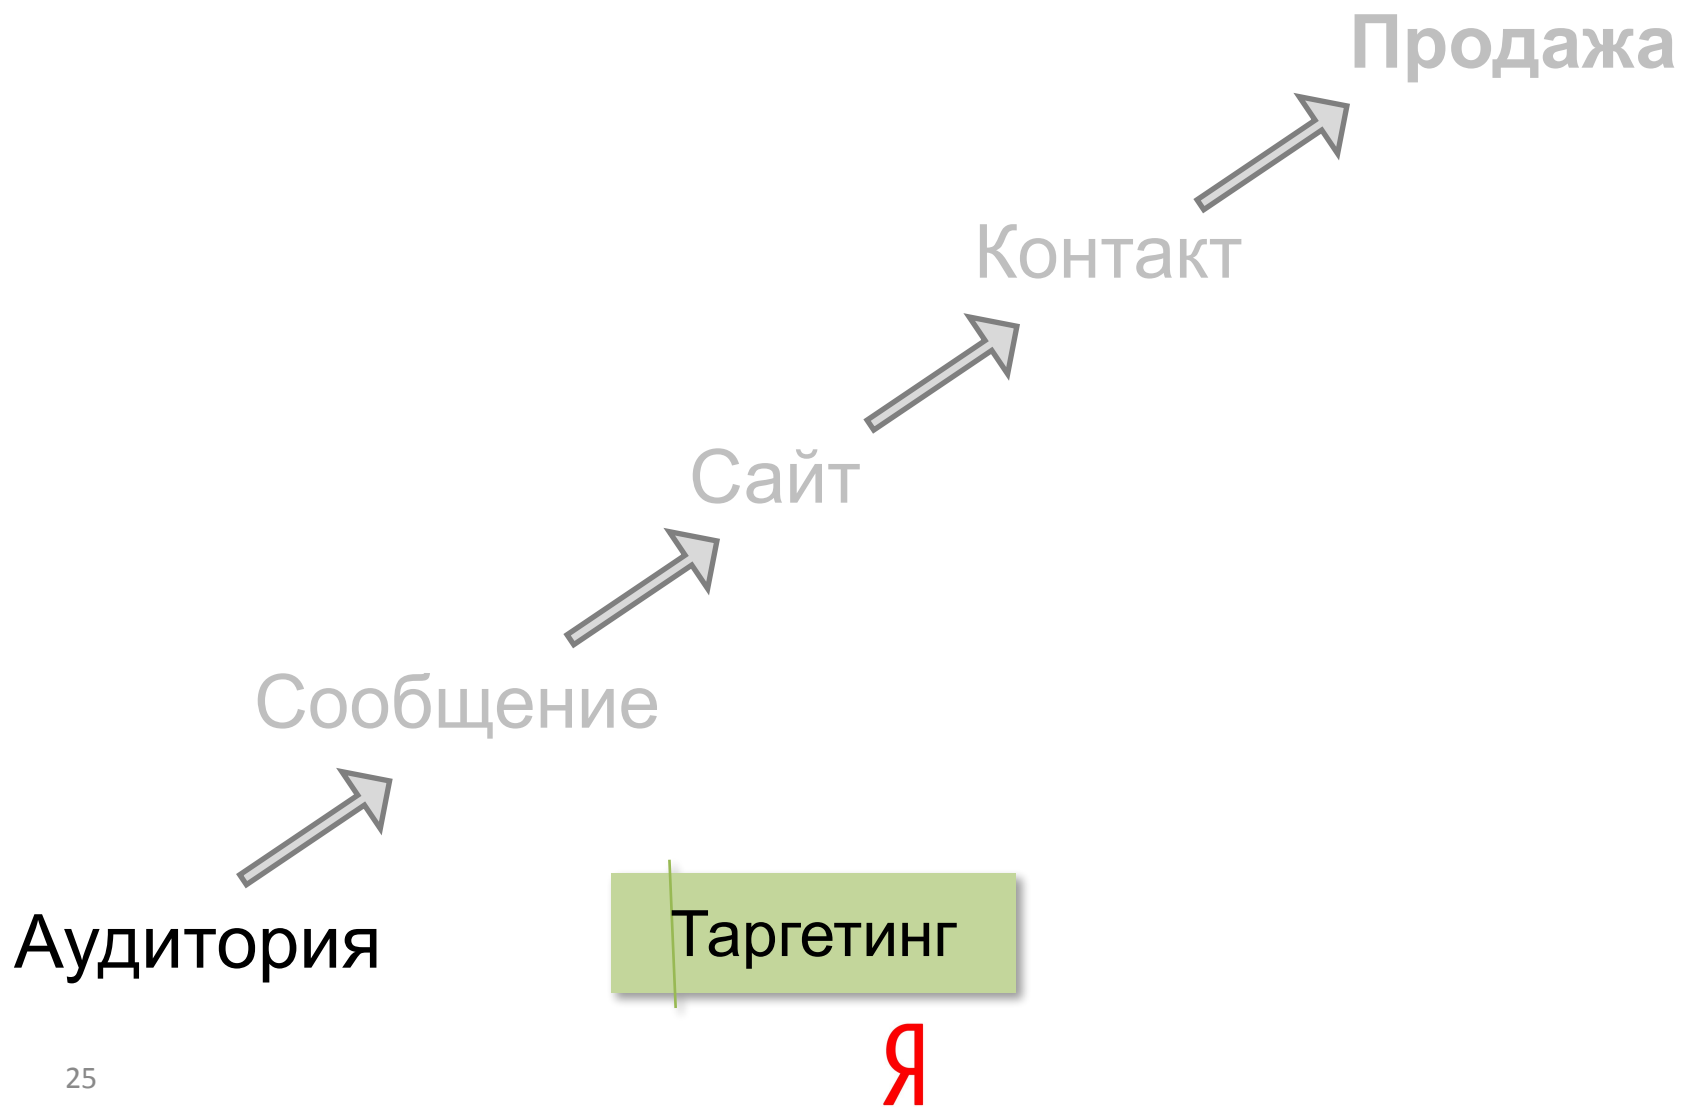 Продажа
Контакт
Сайт
Сообщение
Аудитория
Таргетинг
Я
25